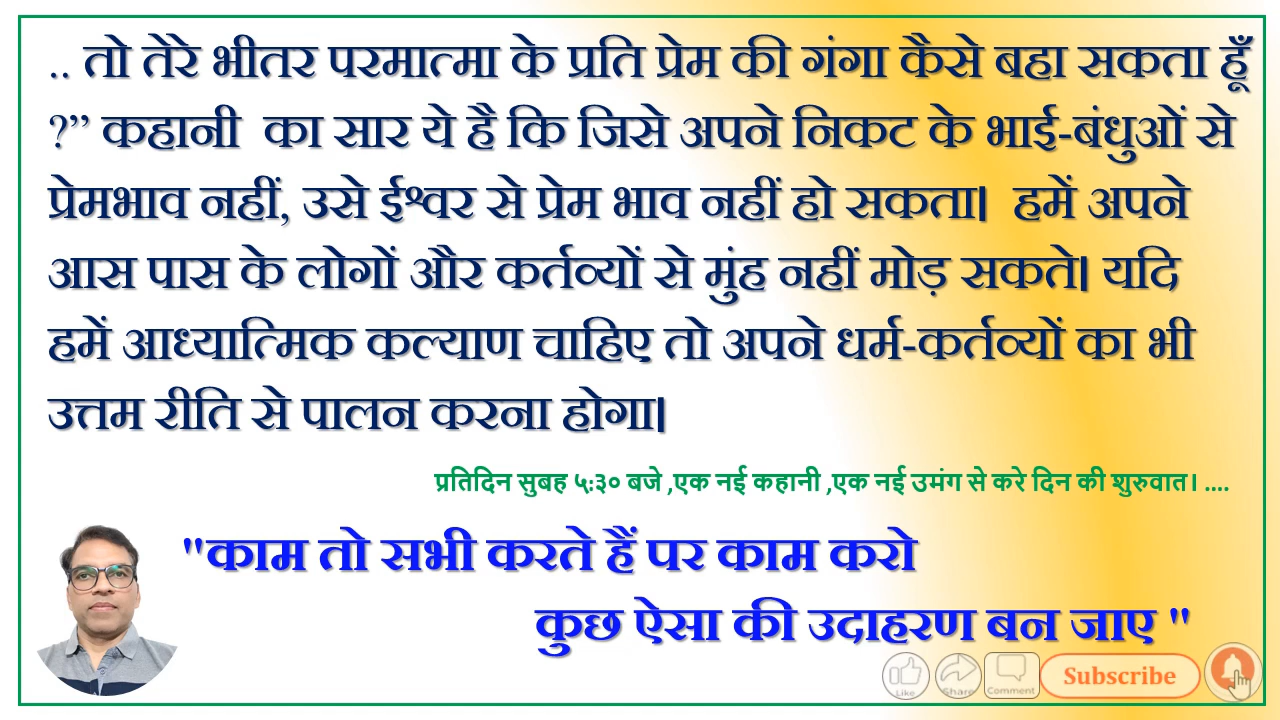 .. तो तेरे भीतर परमात्मा के प्रति प्रेम की गंगा कैसे बहा सकता हूँ
?” कहानी का सार ये है कि जिसे अपने निकट के भाई-बंधुओं से
प्रेमभाव नहीं, उसे ईश्वर से प्रेम भाव नहीं हो सकता। हमें अपने
आस पास के लोगों और कर्तव्यों से मुंह नहीं मोड़ सकते। यदि
हमें आध्यात्मिक कल्याण चाहिए तो अपने धर्म-कर्तव्यों का भी
उत्तम रीति से पालन करना होगा।
प्रतिदिन सुबह ५:३० बजे ,एक नई कहानी ,एक नई उमंग से करे दिन की शुरुवात। ....
"काम तो सभी करते हैं पर काम करो
कुछ ऐसा की उदाहरण बन जाए "
Like Share Comment Subscribe